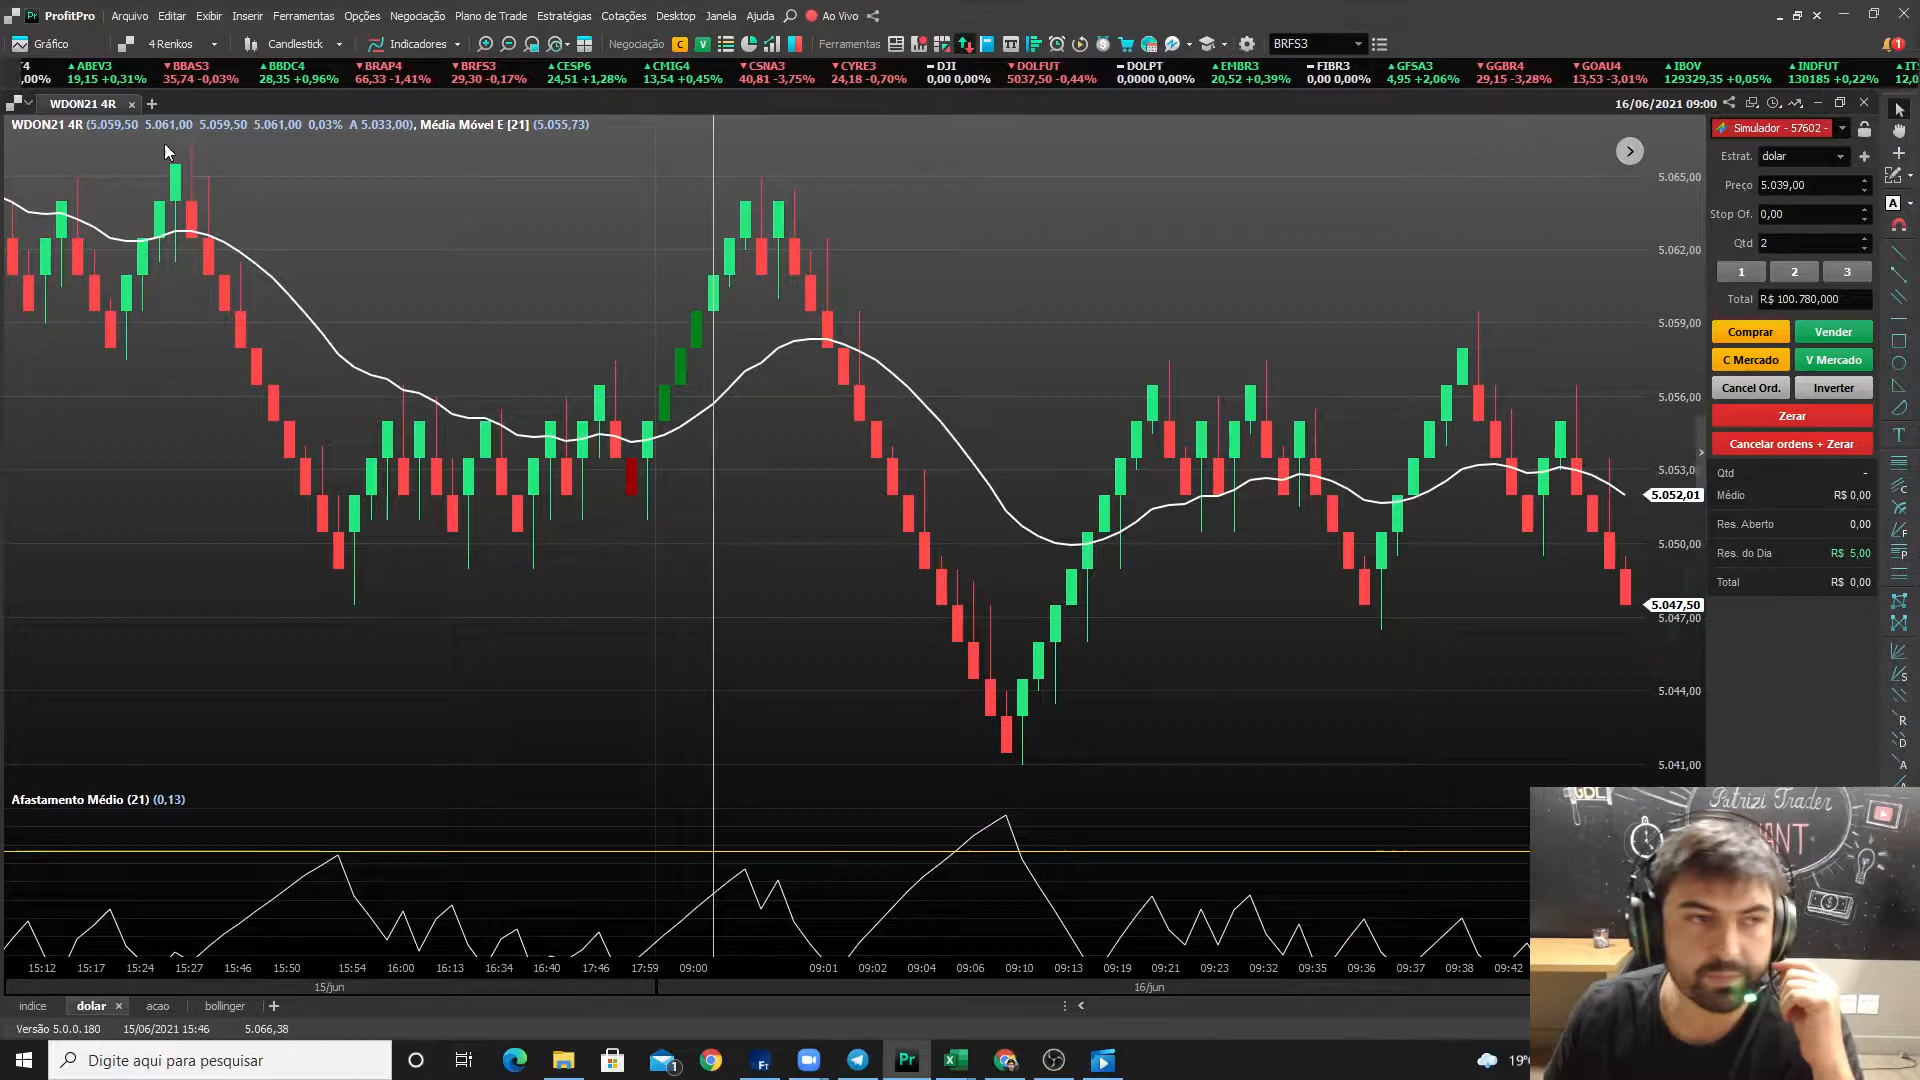 ProfitPro Arquivo Editar Exibir Inserir Ferramentas Opções Negociação Plano de Trade Estratégias Cotações Desktop Janela Ajuda Ao Vivo
Gráfico 4 Renkos Candlestick Indicadores Negociação C V Ferramentas BRFS3 1
4 ABEV3 BBAS3 BBDC4 BRAP4 BRFS3 CESP6 CMIG4 CSNA3 CYRE3 DJI DOLFUT DOLPT EMBR3 FIBR3 GFSA3 GGBR4 GOAU4 IBOV INDFUT IT
,00% 19,15 +0,31% 35,74 -0,03% 28,35 +0,96% 66,33 -1,41% 29,30 -0,17% 24,51 +1,28% 13,54 +0,45% 40,81 -3,75% 24,18 -0,70% 0,00 0,00% 5037,50 -0,44% 0,0000 0,00% 20,52 +0,39% 0,00 0,00% 4,95 +2,06% 29,15 -3,28% 13,53 -3,01% 129329,35 +0,05% 130185 +0,22% 11,
WDON21 4R × + 16/06/2021 09:00
WDON21 4R (5.059,50 5.061,00 5.059,50 5.061,00 0,03% A 5.033,00), Média Móvel E [21] (5.055,73)
5.065,00
5.062,00
5.059,00
5.056,00
5.053,00
5.052,01
5.050,00
5.047,50
5.047,00
5.044,00
5.041,00
Simulador - 57602 -
Estrat. dolar
Preço 5.039,00
Stop Of. 0,00
Qtd 2
1 2 3
Total R$ 100.780,000
Comprar Vender
C Mercado V Mercado
Cancel Ord. Inverter
Zerar
Cancelar ordens + Zerar
Qtd -
Médio R$ 0,00
Res. Aberto 0,00
Res. do Dia R$ 5,00
Total R$ 0,00
Afastamento Médio (21) (0,13)
GDL Patrizi Trader
15:12 15:17 15:24 15:27 15:46 15:50 15:54 16:00 16:13 16:34 16:40 17:46 17:59 09:00 09:01 09:02 09:04 09:06 09:10 09:13 09:19 09:21 09:23 09:32 09:35 09:36 09:37 09:38 09:42
15/jun 16/jun
indice dolar × acao bollinger +
Versão 5.0.0.180 15/06/2021 15:46 5.066,38
Digite aqui para pesquisar 1 Ft Pr 19°